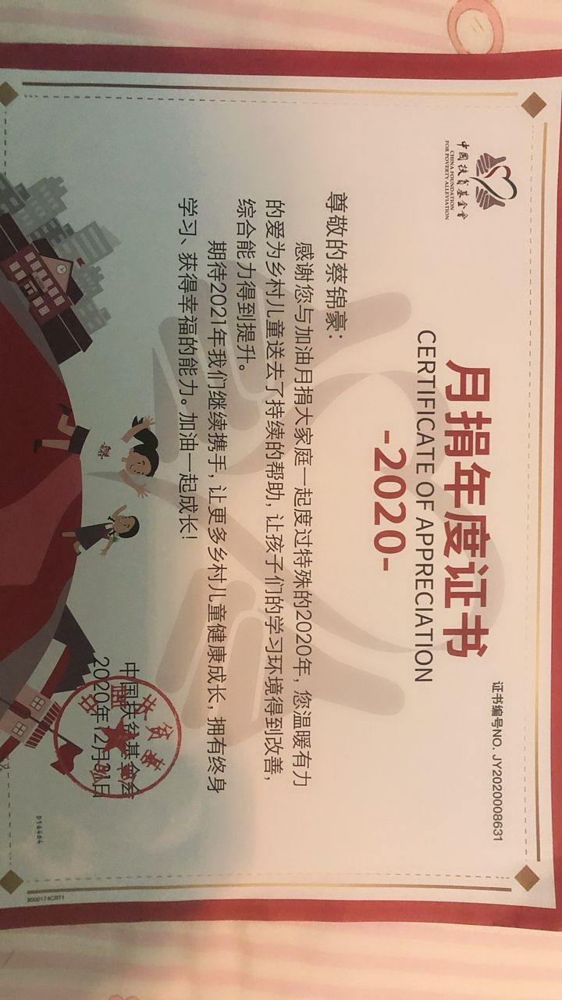 中国扶贫基金会
CHINA FOUNDATION
FOR POVERTY ALLEVIATION
证书编号NO. JY2020008631
月捐年度证书
CERTIFICATE OF APPRECIATION
-2020-
尊敬的蔡锦豪：
感谢您与加油月捐大家庭一起度过特殊的2020年，您温暖有力
的爱为乡村儿童送去了持续的帮助，让孩子们的学习环境得到改善，
综合能力得到提升。
期待2021年我们继续携手，让更多乡村儿童健康成长，拥有终身
学习、获得幸福的能力。加油一起成长！
中国扶贫基金会
2020年12月31日
D16464